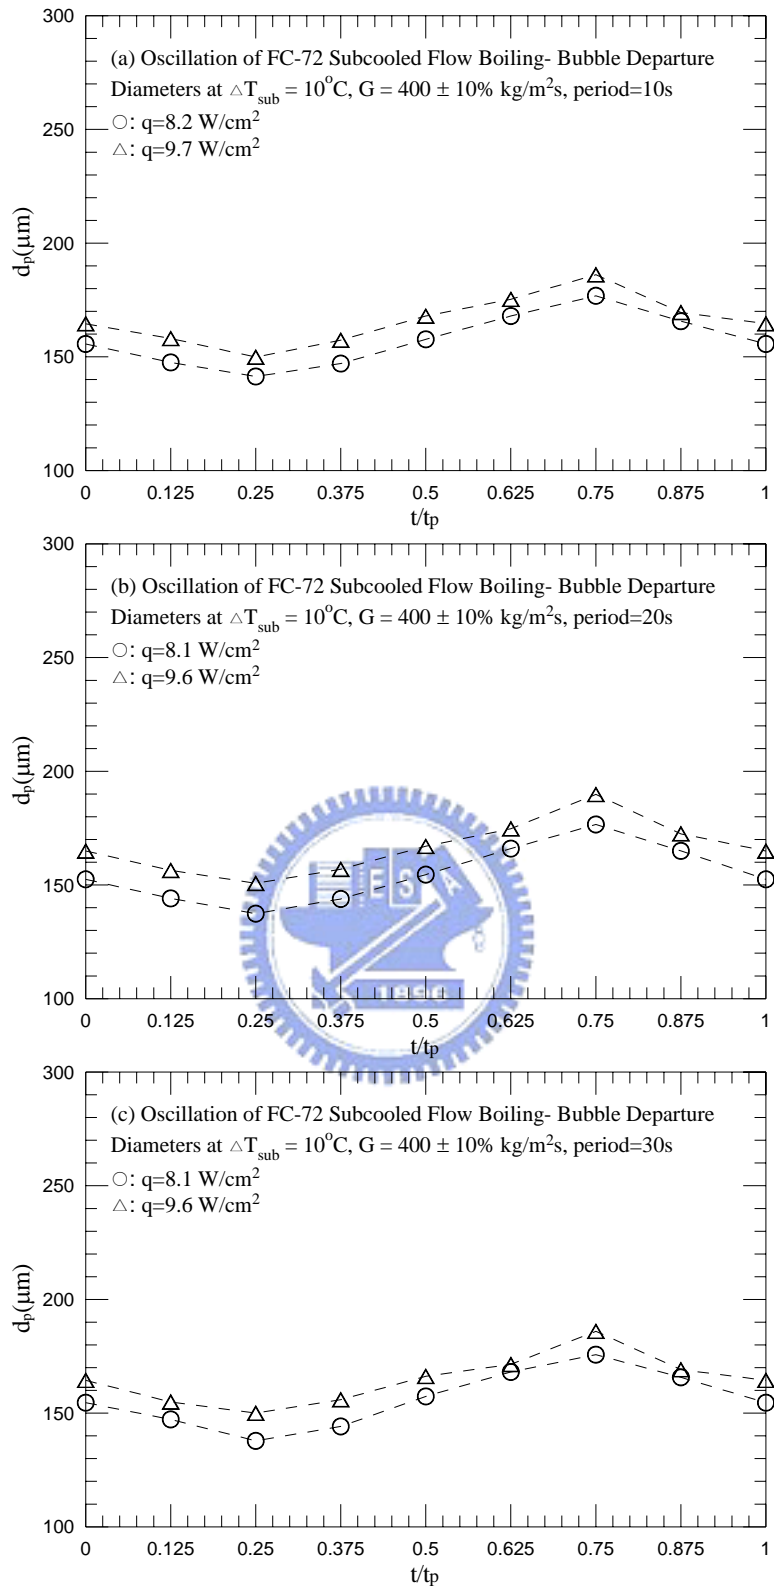 300
(a) Oscillation of FC-72 Subcooled Flow Boiling- Bubble Departure
Diameters at △T_sub = 10°C, G = 400 ± 10% kg/m²s, period=10s
○: q=8.2 W/cm²
△: q=9.7 W/cm²
250
200
150
100
d_p(μm)
0 0.125 0.25 0.375 0.5 0.625 0.75 0.875 1
t/t_p
300
(b) Oscillation of FC-72 Subcooled Flow Boiling- Bubble Departure
Diameters at △T_sub = 10°C, G = 400 ± 10% kg/m²s, period=20s
○: q=8.1 W/cm²
△: q=9.6 W/cm²
250
200
150
100
d_p(μm)
E S A
1896
0 0.125 0.25 0.375 0.5 0.625 0.75 0.875 1
t/t_p
300
(c) Oscillation of FC-72 Subcooled Flow Boiling- Bubble Departure
Diameters at △T_sub = 10°C, G = 400 ± 10% kg/m²s, period=30s
○: q=8.1 W/cm²
△: q=9.6 W/cm²
250
200
150
100
d_p(μm)
0 0.125 0.25 0.375 0.5 0.625 0.75 0.875 1
t/t_p